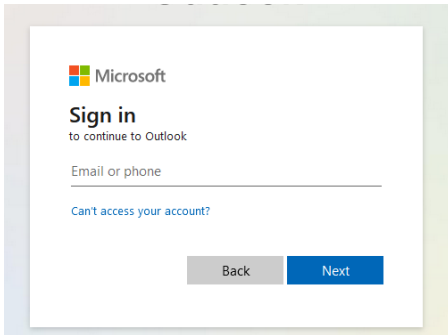 Microsoft
Sign in
to continue to Outlook
Email or phone
Can't access your account?
Back Next